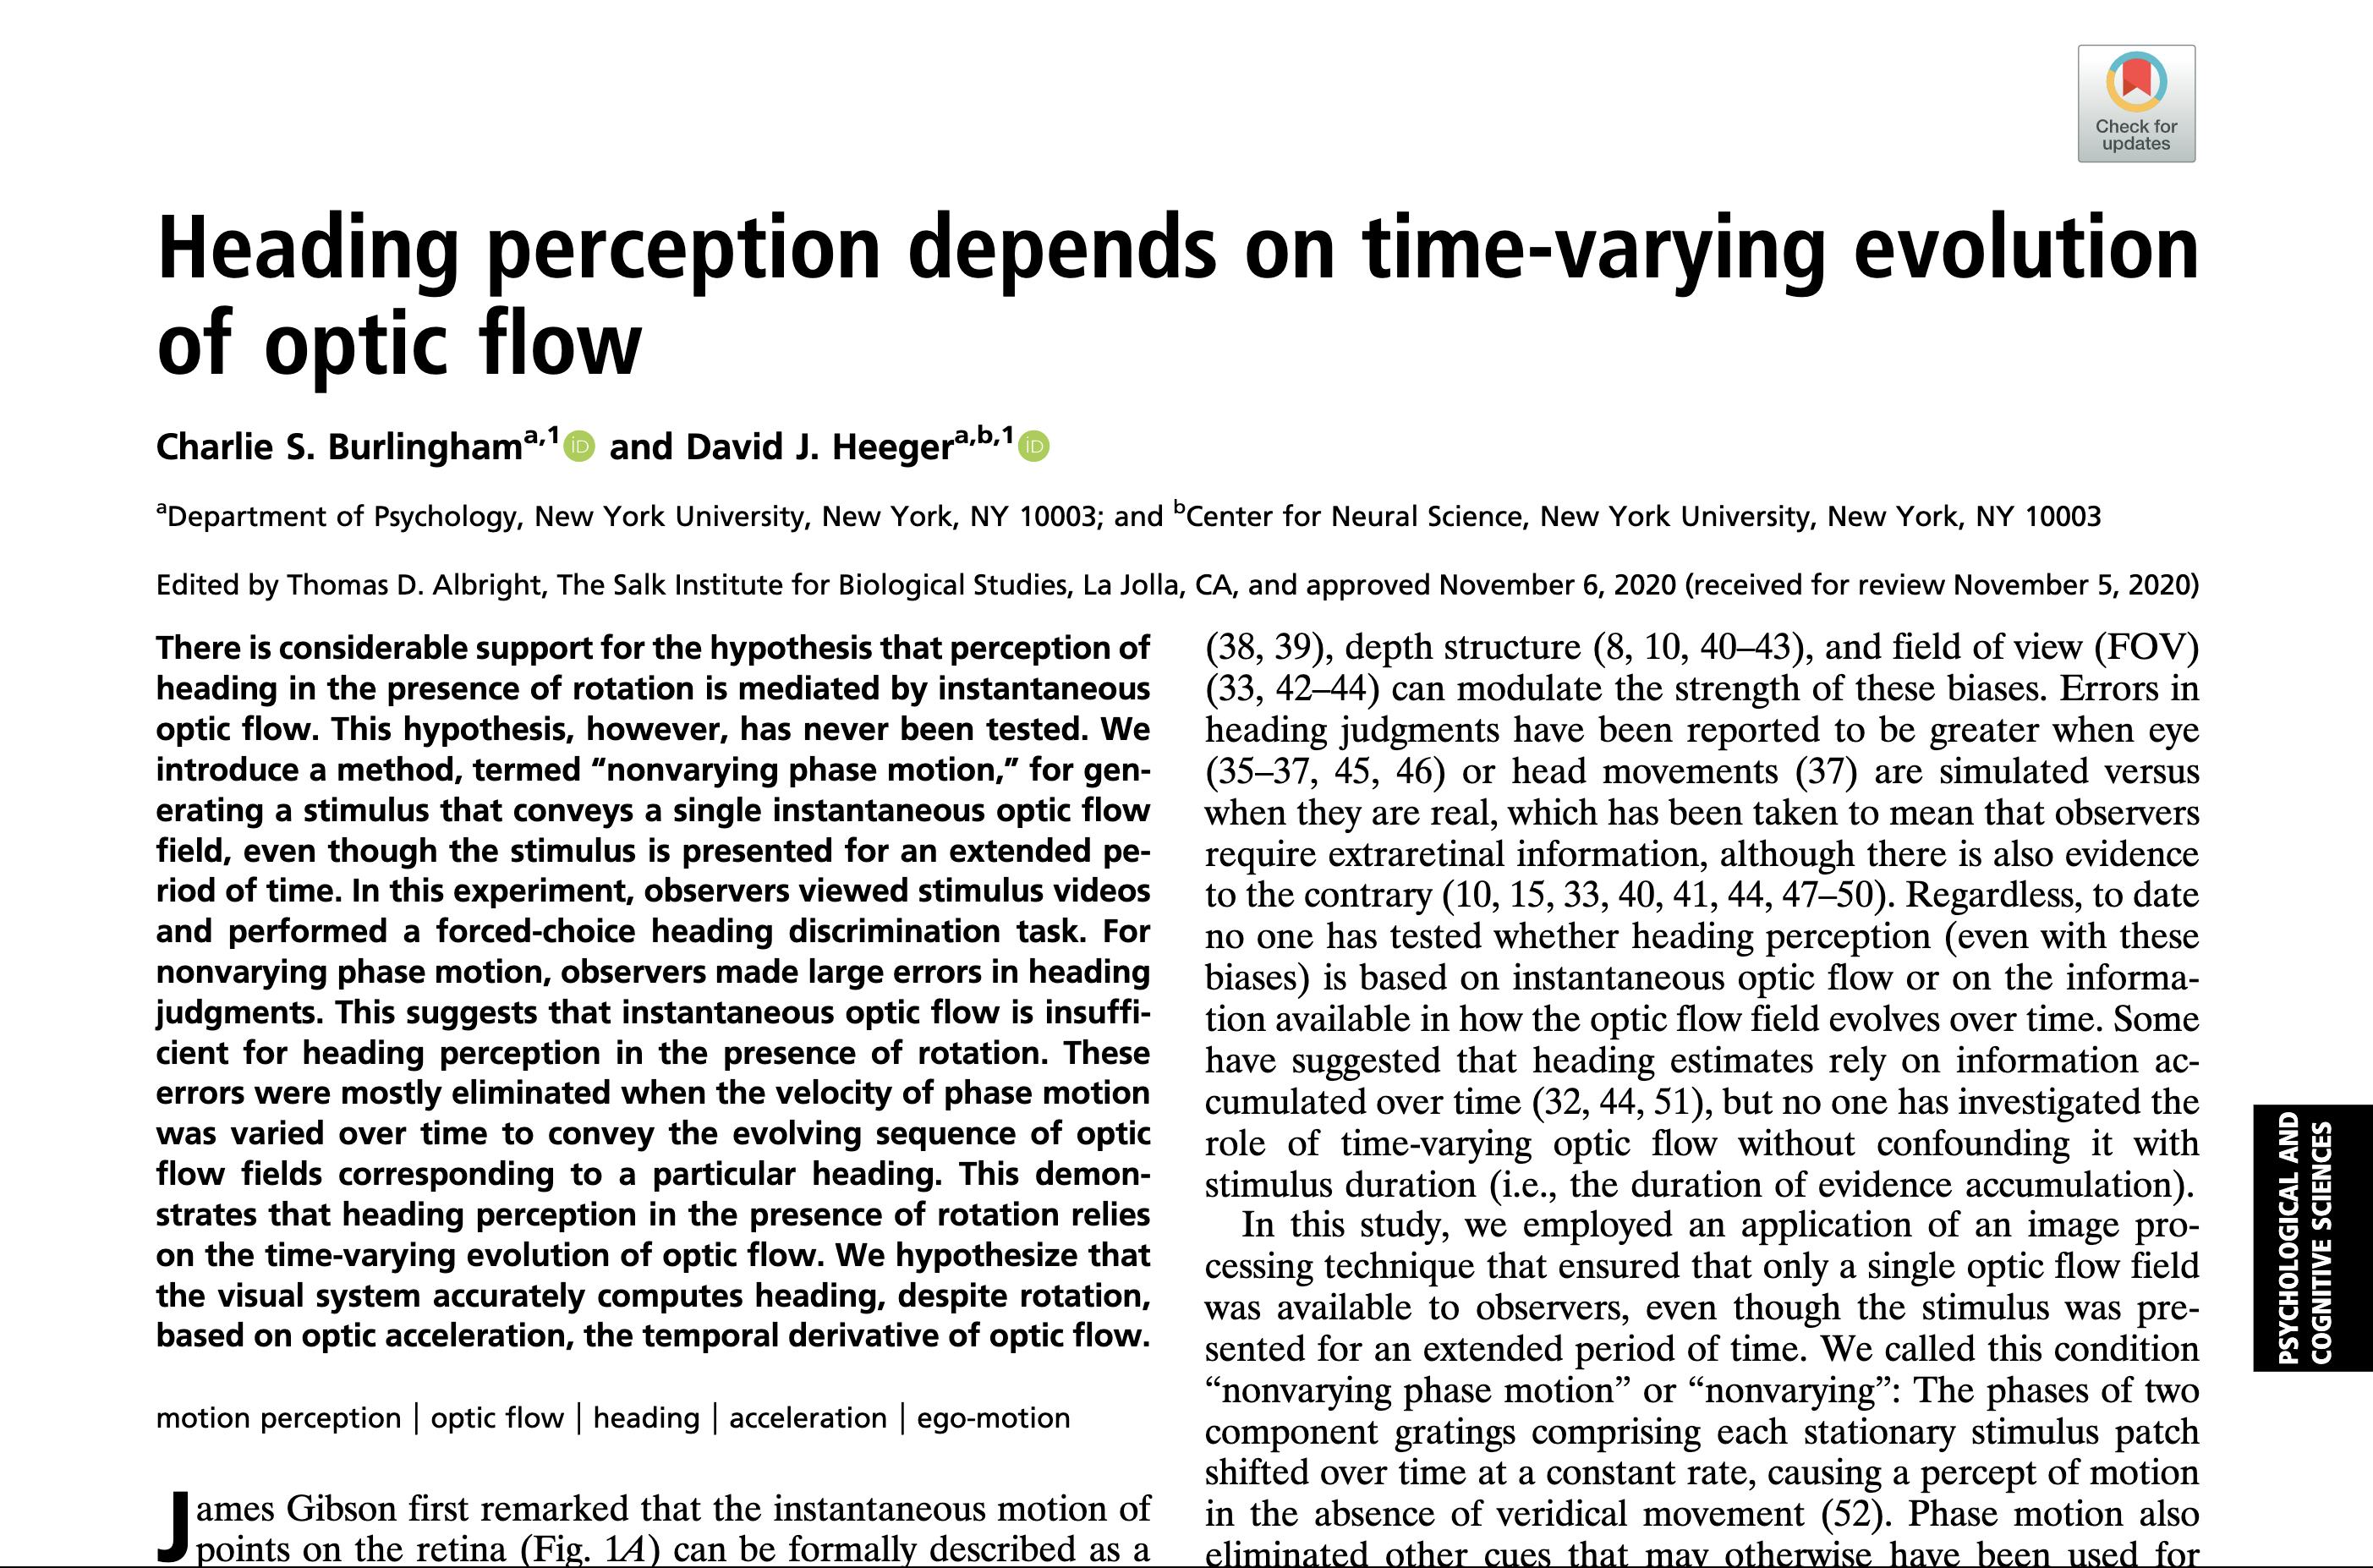 Check for
updates
Heading perception depends on time-varying evolution
of optic flow
Charlie S. Burlingham a,1 iD and David J. Heeger a,b,1 iD
aDepartment of Psychology, New York University, New York, NY 10003; and bCenter for Neural Science, New York University, New York, NY 10003
Edited by Thomas D. Albright, The Salk Institute for Biological Studies, La Jolla, CA, and approved November 6, 2020 (received for review November 5, 2020)
There is considerable support for the hypothesis that perception of
heading in the presence of rotation is mediated by instantaneous
optic flow. This hypothesis, however, has never been tested. We
introduce a method, termed “nonvarying phase motion,” for gen-
erating a stimulus that conveys a single instantaneous optic flow
field, even though the stimulus is presented for an extended pe-
riod of time. In this experiment, observers viewed stimulus videos
and performed a forced-choice heading discrimination task. For
nonvarying phase motion, observers made large errors in heading
judgments. This suggests that instantaneous optic flow is insuffi-
cient for heading perception in the presence of rotation. These
errors were mostly eliminated when the velocity of phase motion
was varied over time to convey the evolving sequence of optic
flow fields corresponding to a particular heading. This demon-
strates that heading perception in the presence of rotation relies
on the time-varying evolution of optic flow. We hypothesize that
the visual system accurately computes heading, despite rotation,
based on optic acceleration, the temporal derivative of optic flow.
motion perception | optic flow | heading | acceleration | ego-motion
James Gibson first remarked that the instantaneous motion of
points on the retina (Fig. 1A) can be formally described as a
(38, 39), depth structure (8, 10, 40–43), and field of view (FOV)
(33, 42–44) can modulate the strength of these biases. Errors in
heading judgments have been reported to be greater when eye
(35–37, 45, 46) or head movements (37) are simulated versus
when they are real, which has been taken to mean that observers
require extraretinal information, although there is also evidence
to the contrary (10, 15, 33, 40, 41, 44, 47–50). Regardless, to date
no one has tested whether heading perception (even with these
biases) is based on instantaneous optic flow or on the informa-
tion available in how the optic flow field evolves over time. Some
have suggested that heading estimates rely on information ac-
cumulated over time (32, 44, 51), but no one has investigated the
role of time-varying optic flow without confounding it with
stimulus duration (i.e., the duration of evidence accumulation).
In this study, we employed an application of an image pro-
cessing technique that ensured that only a single optic flow field
was available to observers, even though the stimulus was pre-
sented for an extended period of time. We called this condition
“nonvarying phase motion” or “nonvarying”: The phases of two
component gratings comprising each stationary stimulus patch
shifted over time at a constant rate, causing a percept of motion
in the absence of veridical movement (52). Phase motion also
eliminated other cues that may otherwise have been used for
PSYCHOLOGICAL AND
COGNITIVE SCIENCES